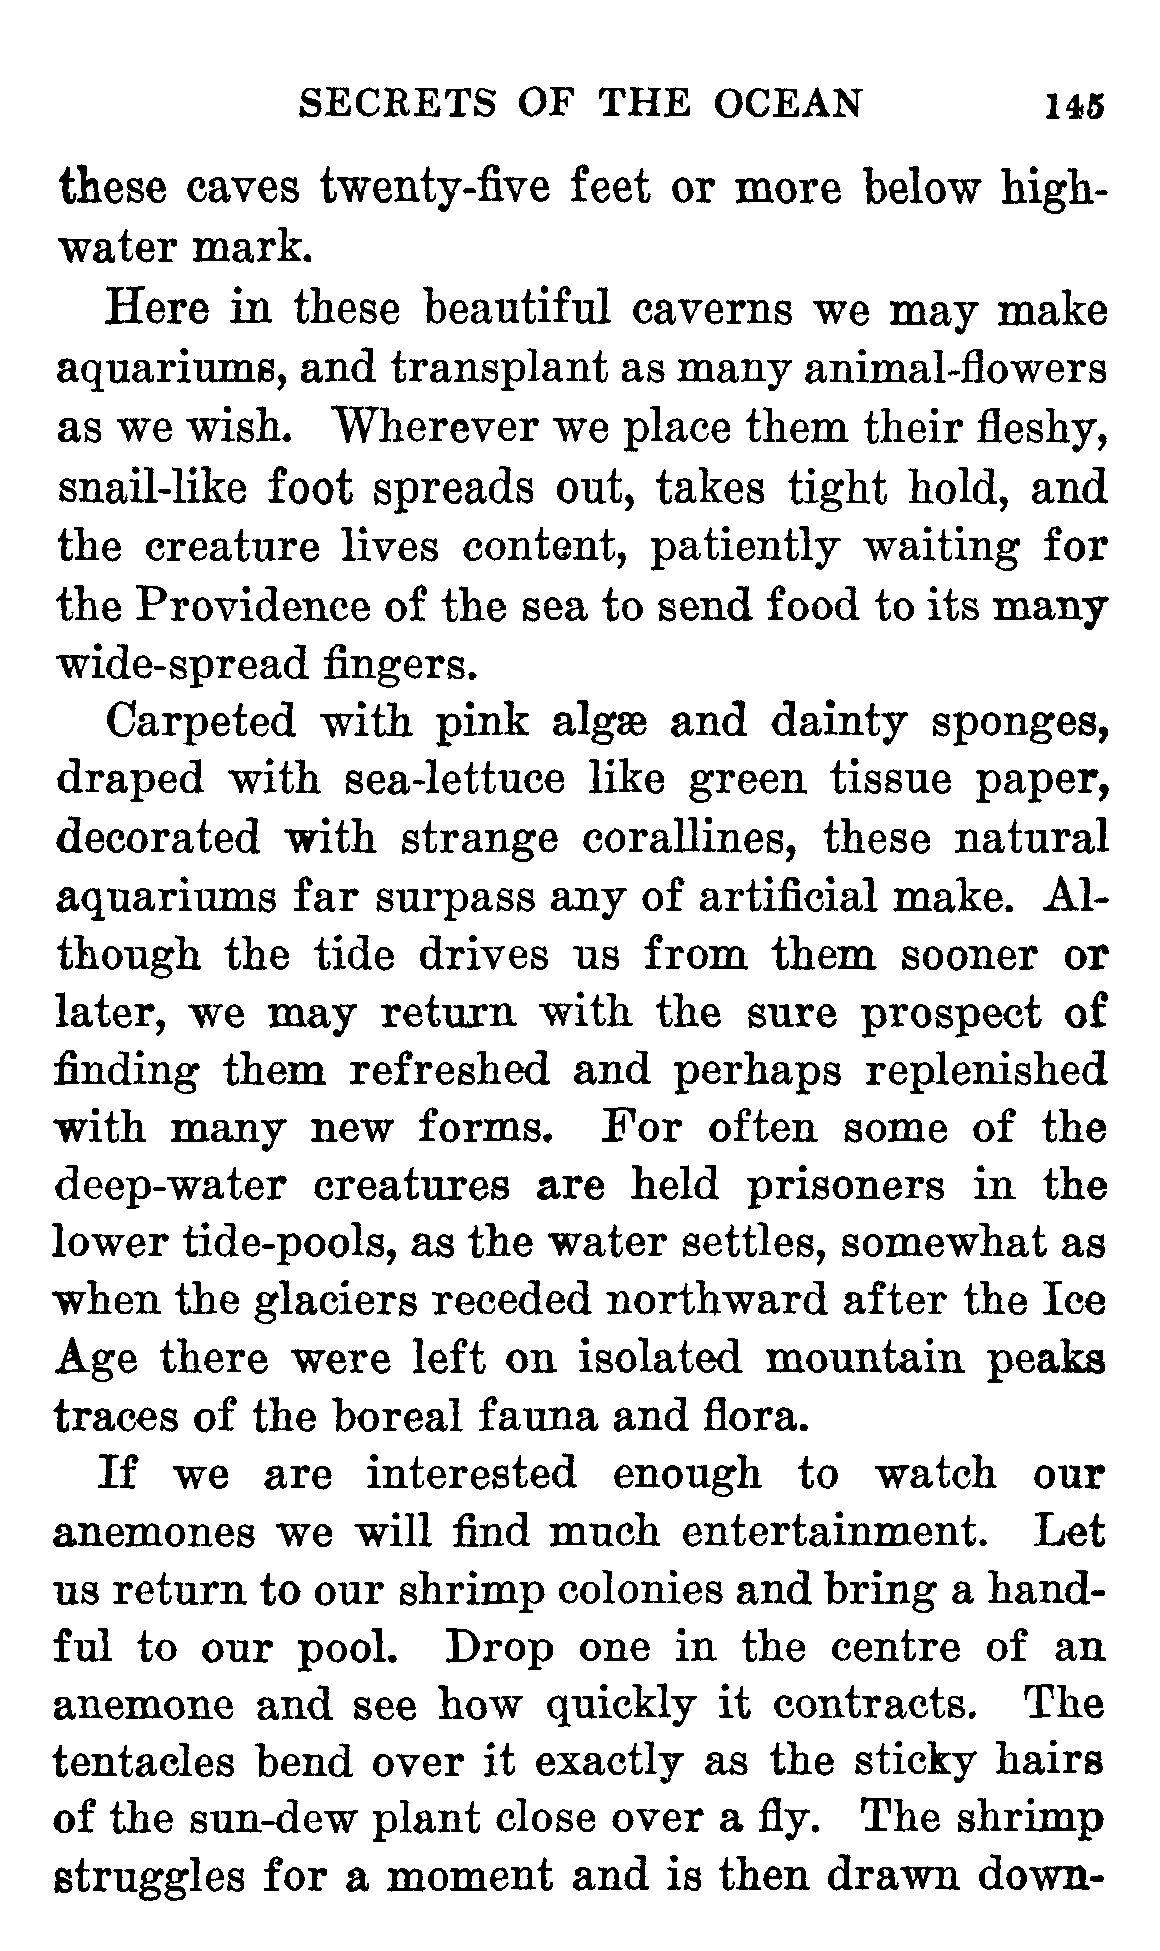 SECRETS OF THE OCEAN 145
these caves twenty-five feet or more below high-
water mark.
Here in these beautiful caverns we may make
aquariums, and transplant as many animal-flowers
as we wish. Wherever we place them their fleshy,
snail-like foot spreads out, takes tight hold, and
the creature lives content, patiently waiting for
the Providence of the sea to send food to its many
wide-spread fingers.
Carpeted with pink algæ and dainty sponges,
draped with sea-lettuce like green tissue paper,
decorated with strange corallines, these natural
aquariums far surpass any of artificial make. Al-
though the tide drives us from them sooner or
later, we may return with the sure prospect of
finding them refreshed and perhaps replenished
with many new forms. For often some of the
deep-water creatures are held prisoners in the
lower tide-pools, as the water settles, somewhat as
when the glaciers receded northward after the Ice
Age there were left on isolated mountain peaks
traces of the boreal fauna and flora.
If we are interested enough to watch our
anemones we will find much entertainment. Let
us return to our shrimp colonies and bring a hand-
ful to our pool. Drop one in the centre of an
anemone and see how quickly it contracts. The
tentacles bend over it exactly as the sticky hairs
of the sun-dew plant close over a fly. The shrimp
struggles for a moment and is then drawn down-